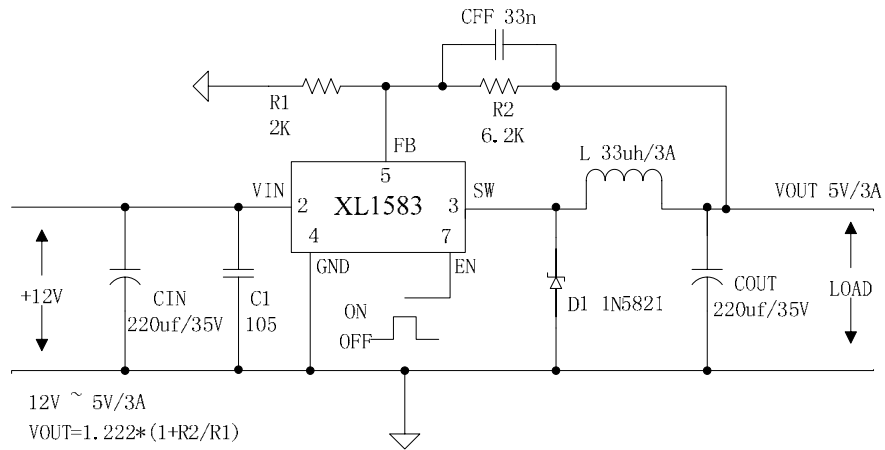 CFF 33n
R1
2K
R2
6.2K
FB
5
L 33uh/3A
VIN
SW
VOUT 5V/3A
2
XL1583
3
4
7
GND
EN
+12V
CIN
220uf/35V
C1
105
ON
OFF
D1 1N5821
COUT
220uf/35V
LOAD
12V ~ 5V/3A
VOUT=1.222*(1+R2/R1)